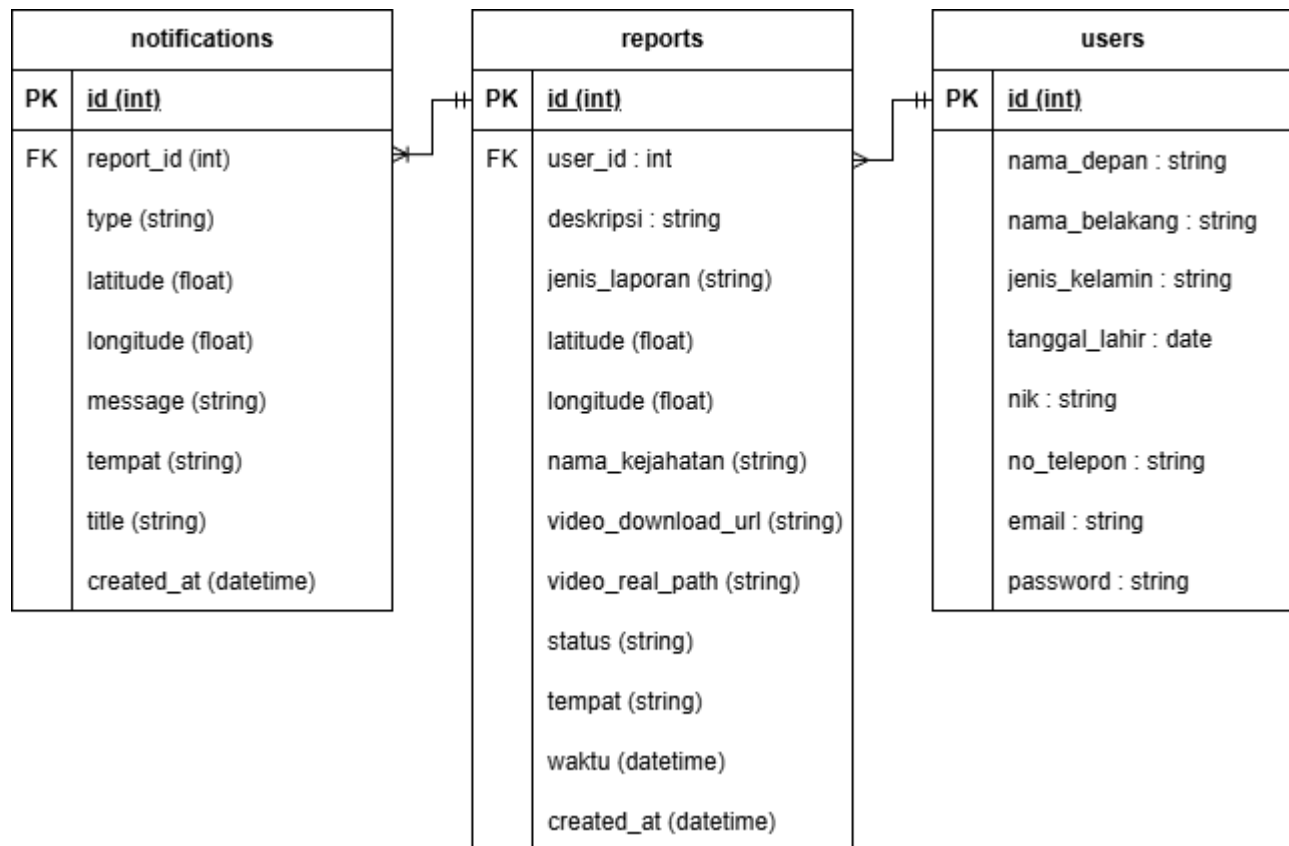 notifications
PK id (int)
FK report_id (int)
type (string)
latitude (float)
longitude (float)
message (string)
tempat (string)
title (string)
created_at (datetime)
reports
PK id (int)
FK user_id : int
deskripsi : string
jenis_laporan (string)
latitude (float)
longitude (float)
nama_kejahatan (string)
video_download_url (string)
video_real_path (string)
status (string)
tempat (string)
waktu (datetime)
created_at (datetime)
users
PK id (int)
nama_depan : string
nama_belakang : string
jenis_kelamin : string
tanggal_lahir : date
nik : string
no_telepon : string
email : string
password : string